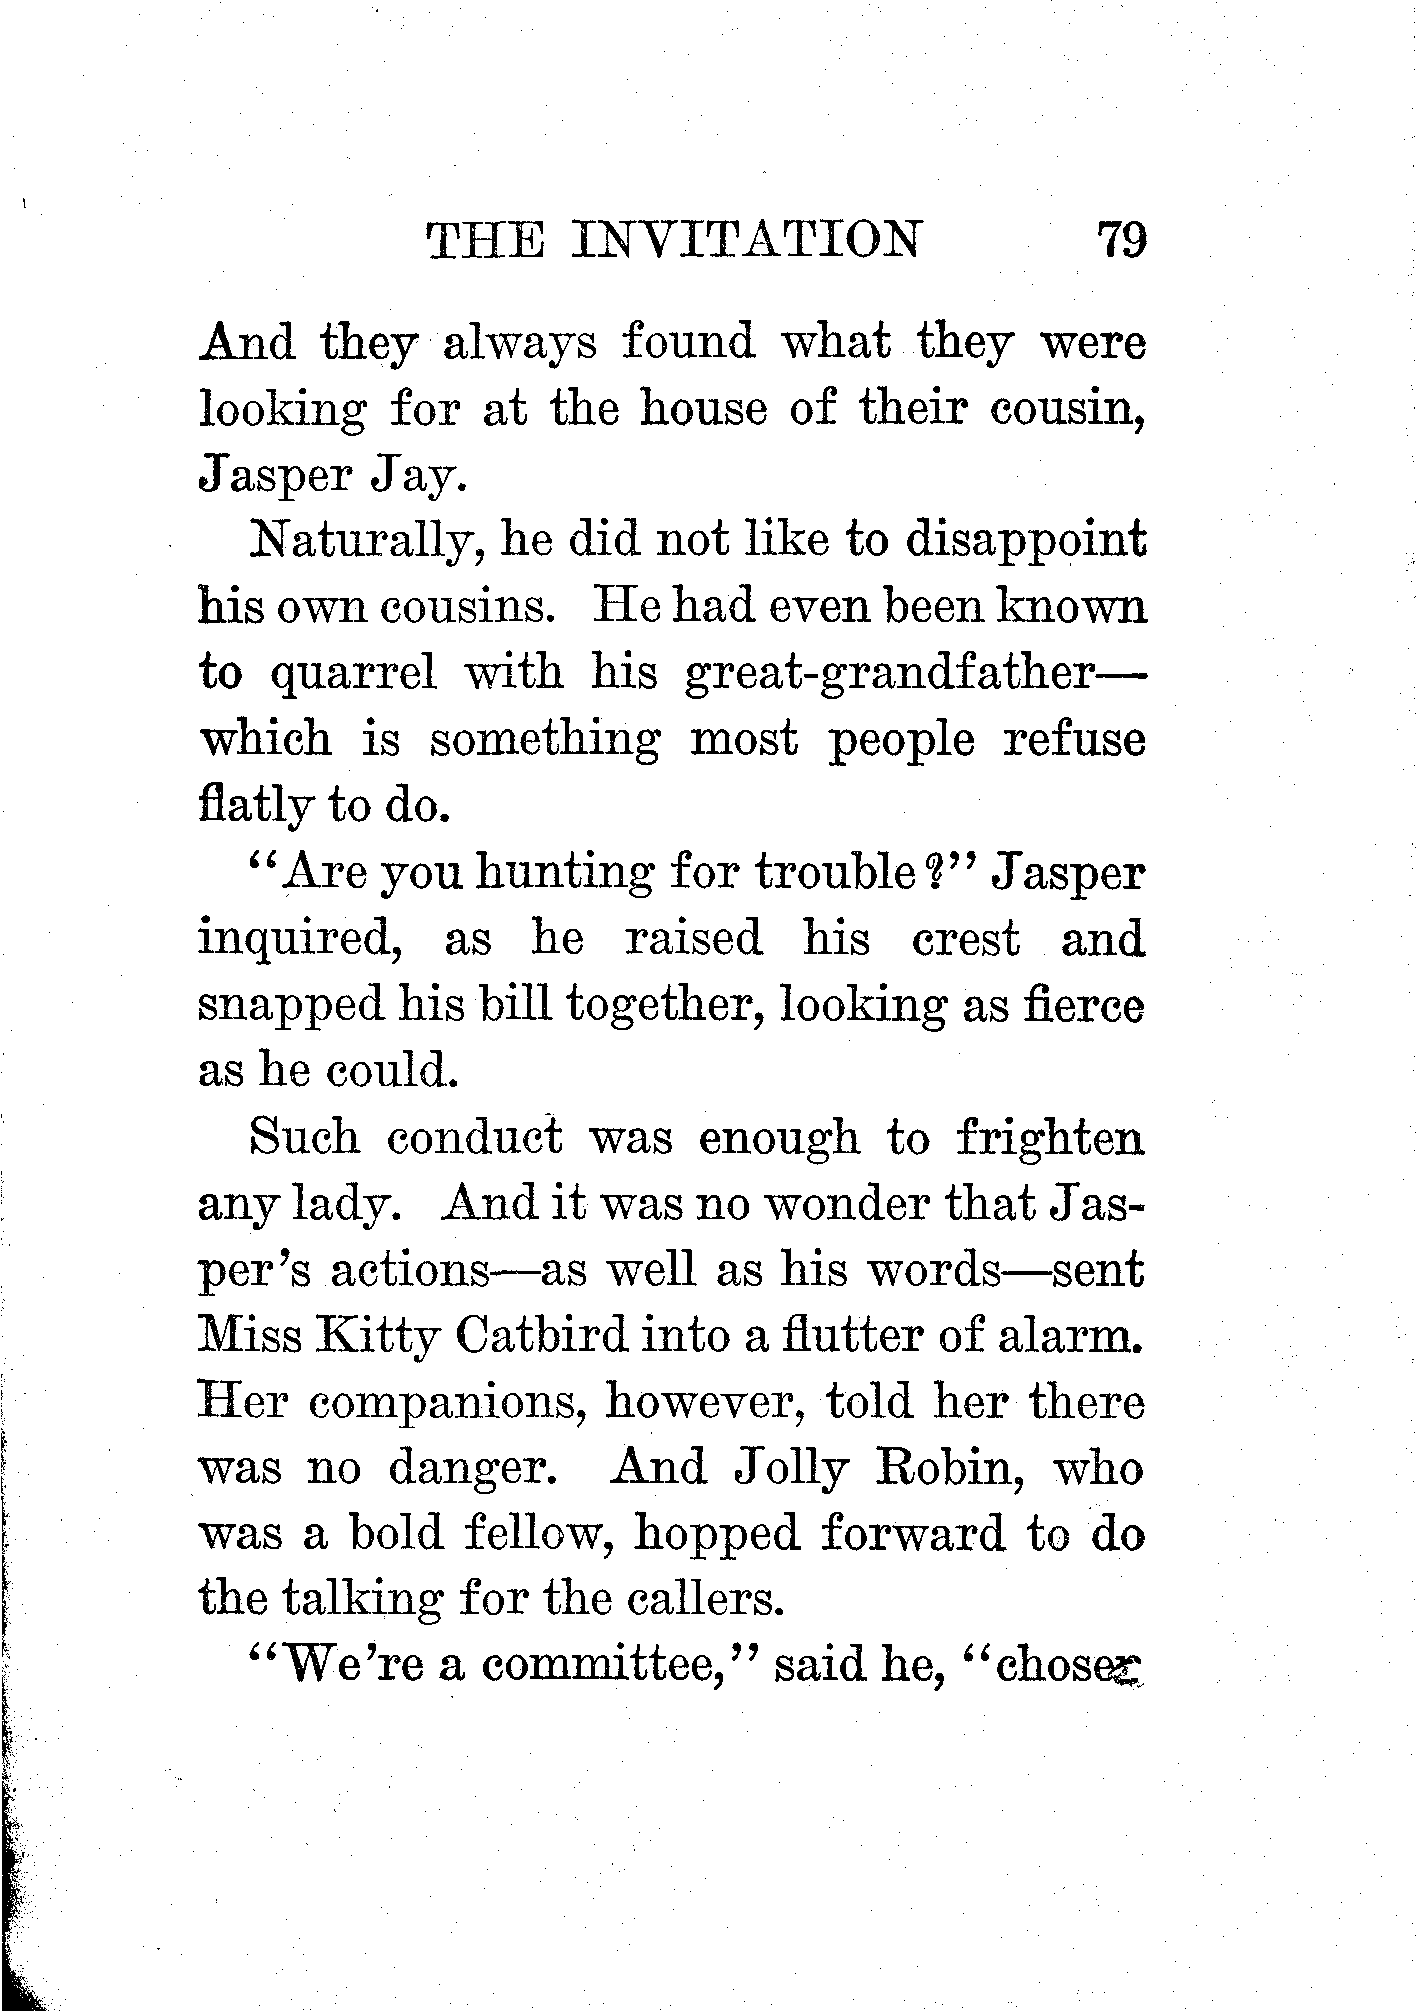 THE INVITATION 79
And they always found what they were
looking for at the house of their cousin,
Jasper Jay.
Naturally, he did not like to disappoint
his own cousins. He had even been known
to quarrel with his great-grandfather—
which is something most people refuse
flatly to do.
"Are you hunting for trouble?" Jasper
inquired, as he raised his crest and
snapped his bill together, looking as fierce
as he could.
Such conduct was enough to frighten
any lady. And it was no wonder that Jas-
per's actions—as well as his words—sent
Miss Kitty Catbird into a flutter of alarm.
Her companions, however, told her there
was no danger. And Jolly Robin, who
was a bold fellow, hopped forward to do
the talking for the callers.
"We're a committee," said he, "chosen